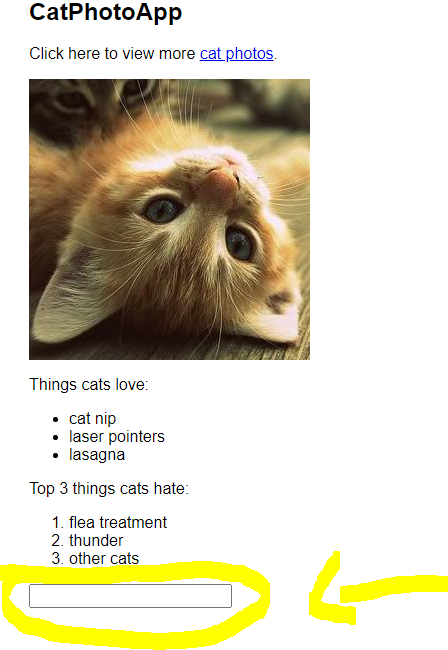 CatPhotoApp
Click here to view more cat photos.
Things cats love:
• cat nip
• laser pointers
• lasagna
Top 3 things cats hate:
1. flea treatment
2. thunder
3. other cats